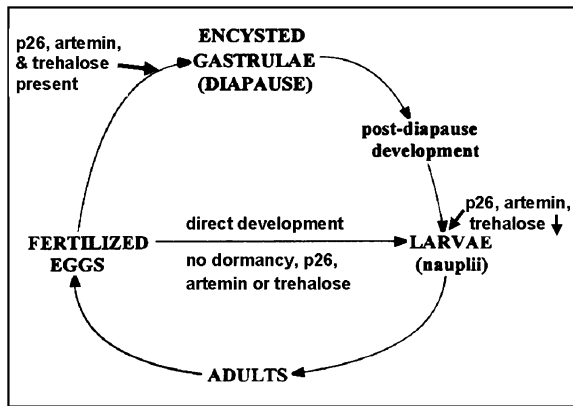 p26, artemin,
& trehalose
present
ENCYSTED
GASTRULAE
(DIAPAUSE)
post-diapause
development
p26, artemin,
trehalose ↓
direct development
FERTILIZED
EGGS
LARVAE
(nauplii)
no dormancy, p26,
artemin or trehalose
ADULTS